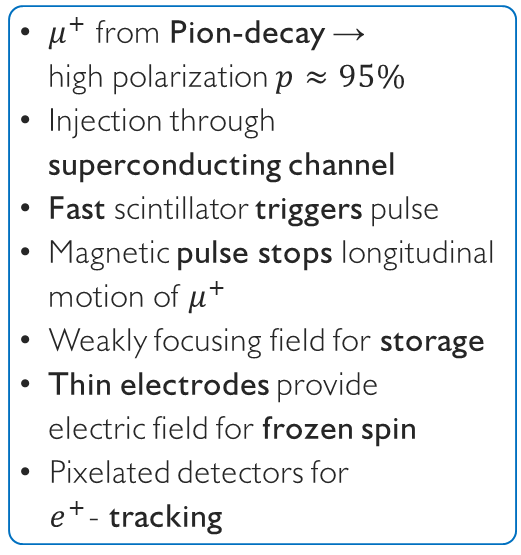 • μ⁺ from Pion-decay →
high polarization p ≈ 95%
• Injection through
superconducting channel
• Fast scintillator triggers pulse
• Magnetic pulse stops longitudinal
motion of μ⁺
• Weakly focusing field for storage
• Thin electrodes provide
electric field for frozen spin
• Pixelated detectors for
e⁺- tracking